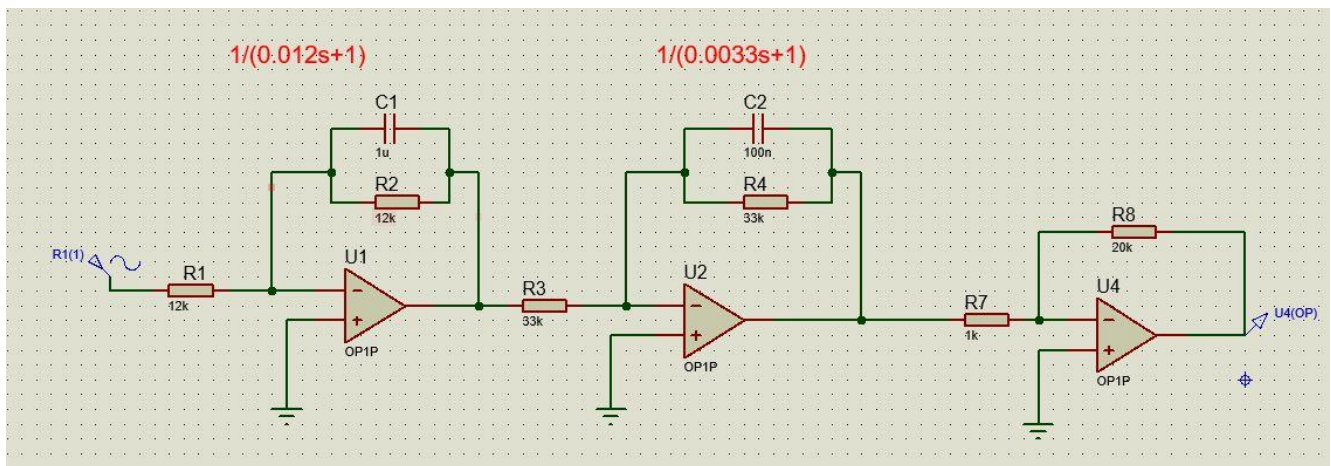 1/(0.012s+1)
1/(0.0033s+1)
C1
1u
R2
12k
C2
100n
R4
33k
R8
20k
R1(1)
R1
12k
U1
OP1P
R3
33k
U2
OP1P
R7
1k
U4
OP1P
U4(OP)